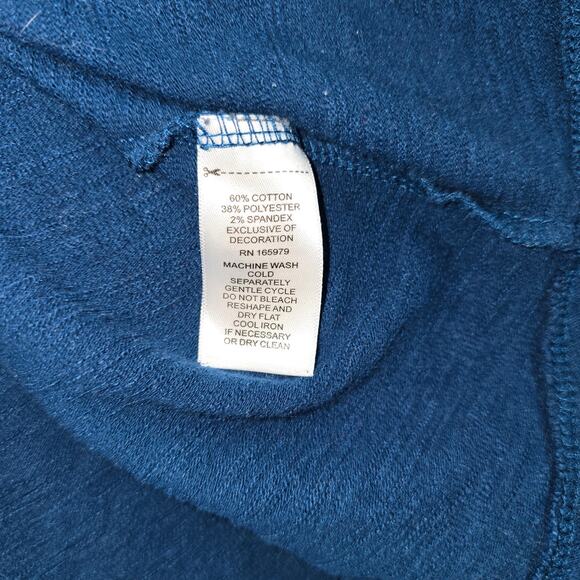 60% COTTON
38% POLYESTER
2% SPANDEX
EXCLUSIVE OF
DECORATION
RN 165979
MACHINE WASH
COLD
SEPARATELY
GENTLE CYCLE
DO NOT BLEACH
RESHAPE AND
DRY FLAT
COOL IRON
IF NECESSARY
OR DRY CLEAN